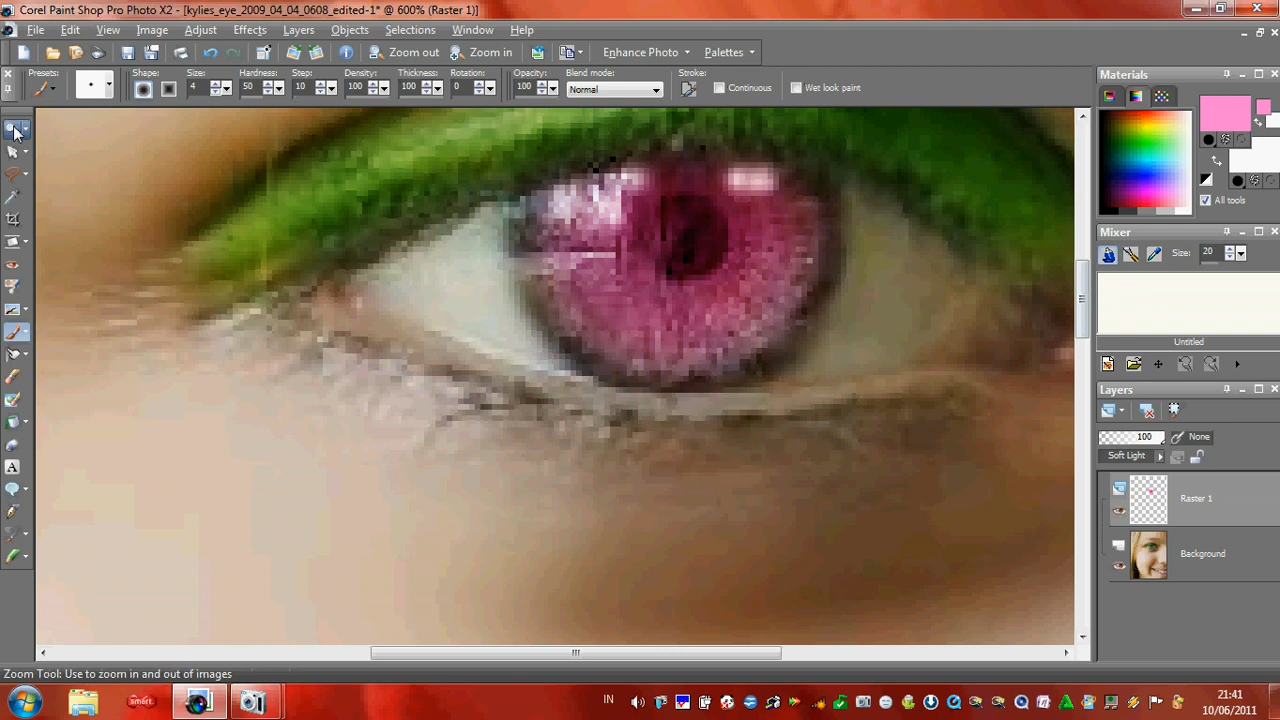 Corel Paint Shop Pro Photo X2 - [kylies_eye_2009_04_04_0608_edited-1* @ 600% (Raster 1)]
File Edit View Image Adjust Effects Layers Objects Selections Window Help
Zoom out Zoom in Enhance Photo Palettes
Presets: Shape: Size: Hardness: Step: Density: Thickness: Rotation: Opacity: Blend mode: Stroke:
4 50 10 100 100 0 100 Normal Continuous Wet look paint
Materials
All tools
Mixer
Size: 20
Untitled
Layers
100 None
Soft Light
Raster 1
Background
Zoom Tool: Use to zoom in and out of images
smart.
IN
21:41
10/06/2011